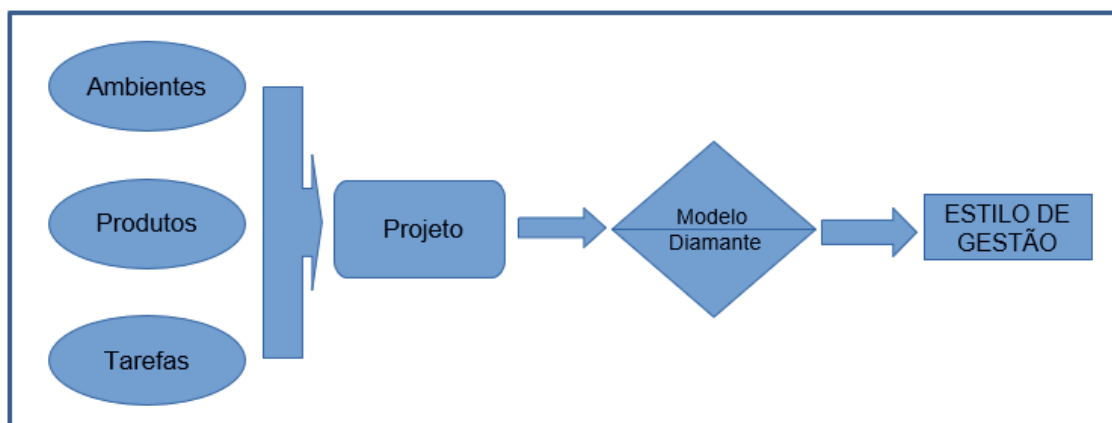 Ambientes
Produtos
Tarefas
Projeto
Modelo
Diamante
ESTILO DE
GESTÃO